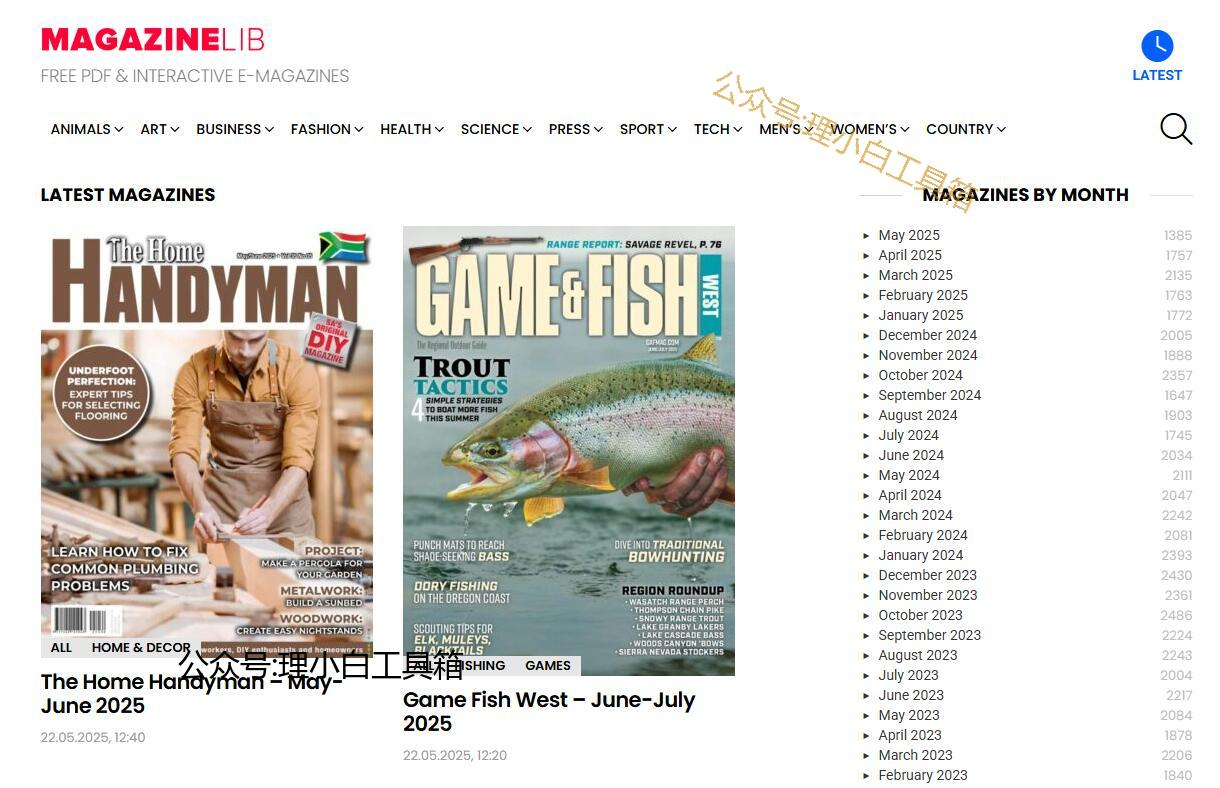 MAGAZINELIB
FREE PDF & INTERACTIVE E-MAGAZINES
LATEST
ANIMALS ART BUSINESS FASHION HEALTH SCIENCE PRESS SPORT TECH MEN'S WOMEN'S COUNTRY
公众号:理小白工具箱
LATEST MAGAZINES
The Home
May/June 2025 • Vol 35 No 05
HANDYMAN
SA'S
ORIGINAL
DIY
MAGAZINE
UNDERFOOT
PERFECTION:
EXPERT TIPS
FOR SELECTING
FLOORING
LEARN HOW TO FIX
COMMON PLUMBING
PROBLEMS
PROJECT:
MAKE A PERGOLA FOR
YOUR GARDEN
METALWORK:
BUILD A SUNBED
WOODWORK:
CREATE EASY NIGHTSTANDS
workers, DIY enthusiasts and homeowners
ALL HOME & DECOR
公众号:理小白工具箱
The Home Handyman – May-
June 2025
22.05.2025, 12:40
RANGE REPORT: SAVAGE REVEL, P. 76
GAME&FISH
WEST
The Regional Outdoor Guide
GAFMAG.COM
JUNE/JULY 2025
TROUT
TACTICS
4 SIMPLE STRATEGIES
TO BOAT MORE FISH
THIS SUMMER
PUNCH MATS TO REACH
SHADE-SEEKING BASS
DORY FISHING
ON THE OREGON COAST
SCOUTING TIPS FOR
ELK, MULEYS,
BLACKTAILS
DIVE INTO TRADITIONAL
BOWHUNTING
REGION ROUNDUP
• WASATCH RANGE PERCH
• THOMPSON CHAIN PIKE
• SNOWY RANGE TROUT
• LAKE GRANBY LAKERS
• LAKE CASCADE BASS
• WOODS CANYON 'BOWS
• SIERRA NEVADA STOCKERS
ALL FISHING GAMES
Game Fish West – June-July
2025
22.05.2025, 12:20
MAGAZINES BY MONTH
May 2025 1385
April 2025 1757
March 2025 2135
February 2025 1763
January 2025 1772
December 2024 2005
November 2024 1888
October 2024 2357
September 2024 1647
August 2024 1903
July 2024 1745
June 2024 2034
May 2024 2111
April 2024 2047
March 2024 2242
February 2024 2081
January 2024 2393
December 2023 2430
November 2023 2361
October 2023 2486
September 2023 2224
August 2023 2243
July 2023 2004
June 2023 2217
May 2023 2084
April 2023 1878
March 2023 2206
February 2023 1840